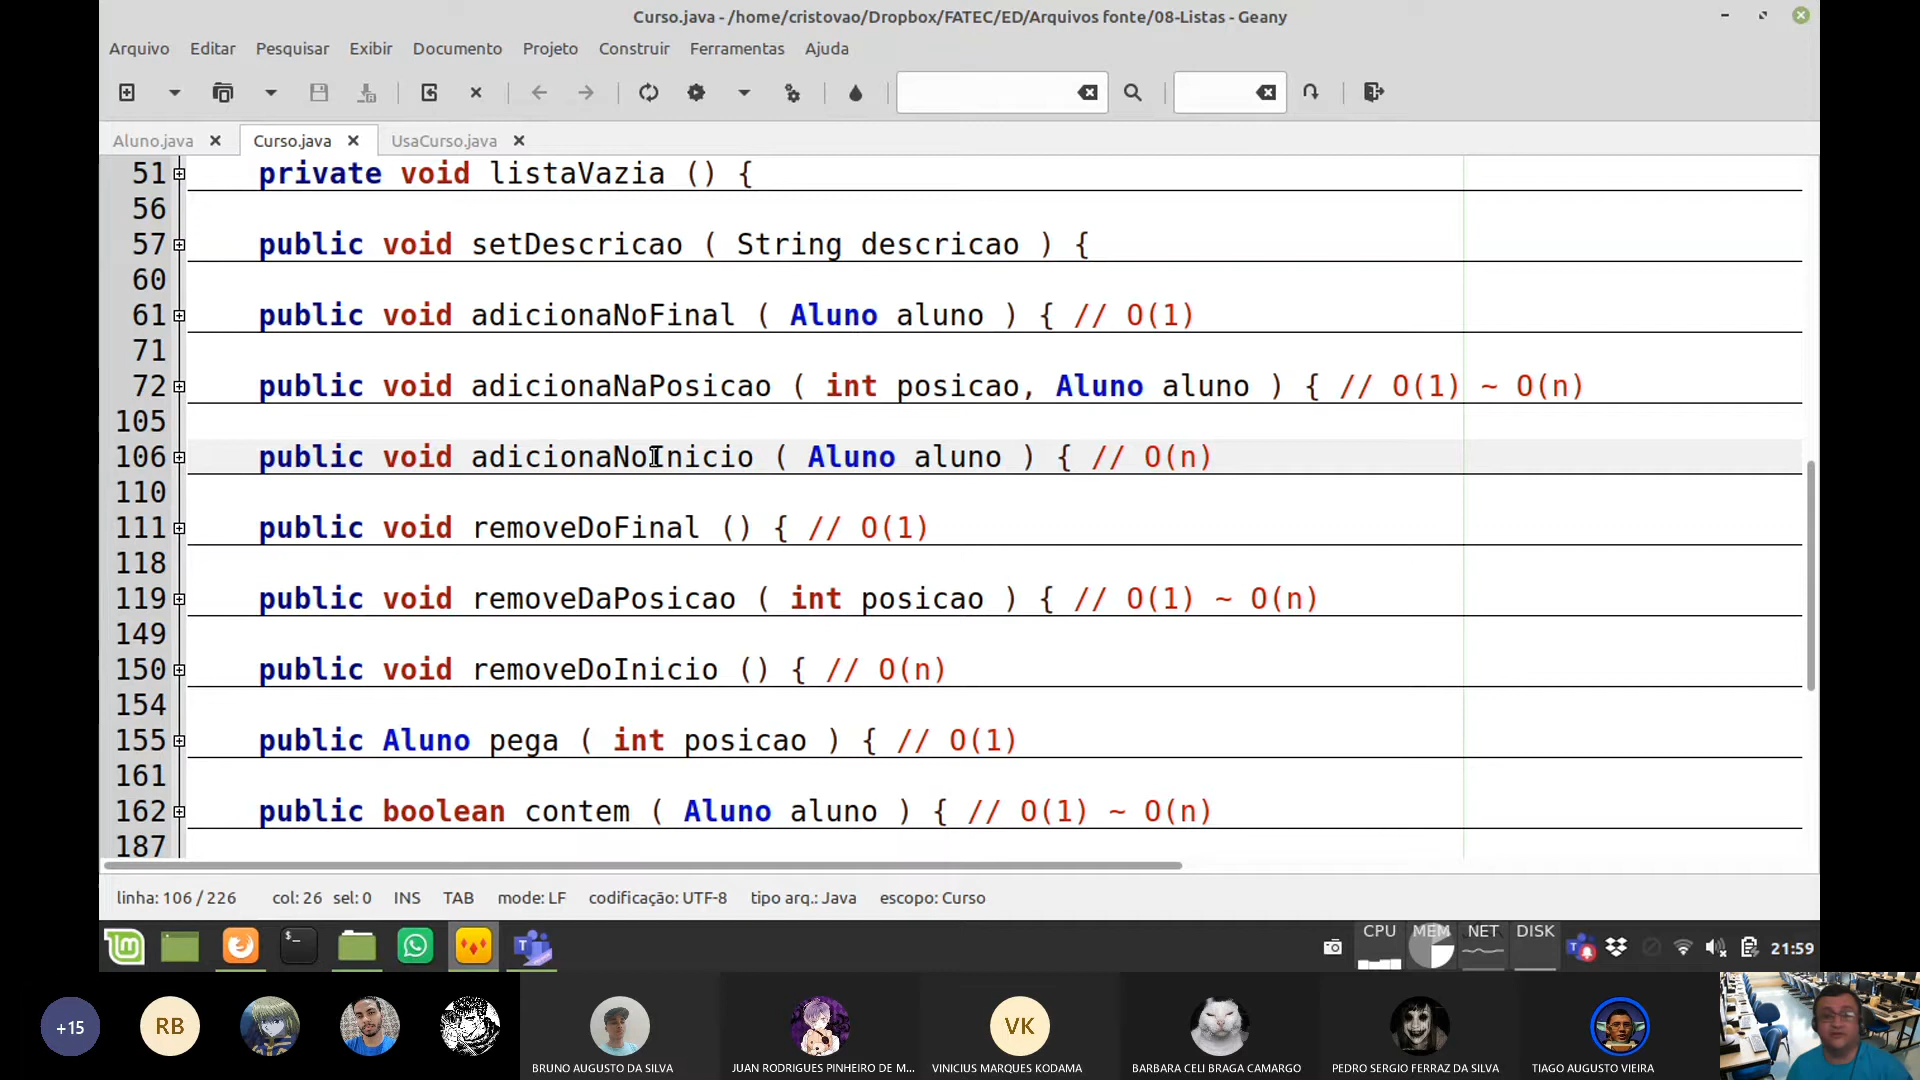 Curso.java - /home/cristovao/Dropbox/FATEC/ED/Arquivos fonte/08-Listas - Geany
Arquivo Editar Pesquisar Exibir Documento Projeto Construir Ferramentas Ajuda
Aluno.java Curso.java UsaCurso.java
51 private void listaVazia () {
56
57 public void setDescricao ( String descricao ) {
60
61 public void adicionaNoFinal ( Aluno aluno ) { // O(1)
71
72 public void adicionaNaPosicao ( int posicao, Aluno aluno ) { // O(1) ~ O(n)
105
106 public void adicionaNoInicio ( Aluno aluno ) { // O(n)
110
111 public void removeDoFinal () { // O(1)
118
119 public void removeDaPosicao ( int posicao ) { // O(1) ~ O(n)
149
150 public void removeDoInicio () { // O(n)
154
155 public Aluno pega ( int posicao ) { // O(1)
161
162 public boolean contem ( Aluno aluno ) { // O(1) ~ O(n)
187
linha: 106 / 226 col: 26 sel: 0 INS TAB mode: LF codificação: UTF-8 tipo arq.: Java escopo: Curso
CPU MEM NET DISK 21:59
+15 RB VK
BRUNO AUGUSTO DA SILVA JUAN RODRIGUES PINHEIRO DE M... VINICIUS MARQUES KODAMA BARBARA CELI BRAGA CAMARGO PEDRO SERGIO FERRAZ DA SILVA TIAGO AUGUSTO VIEIRA